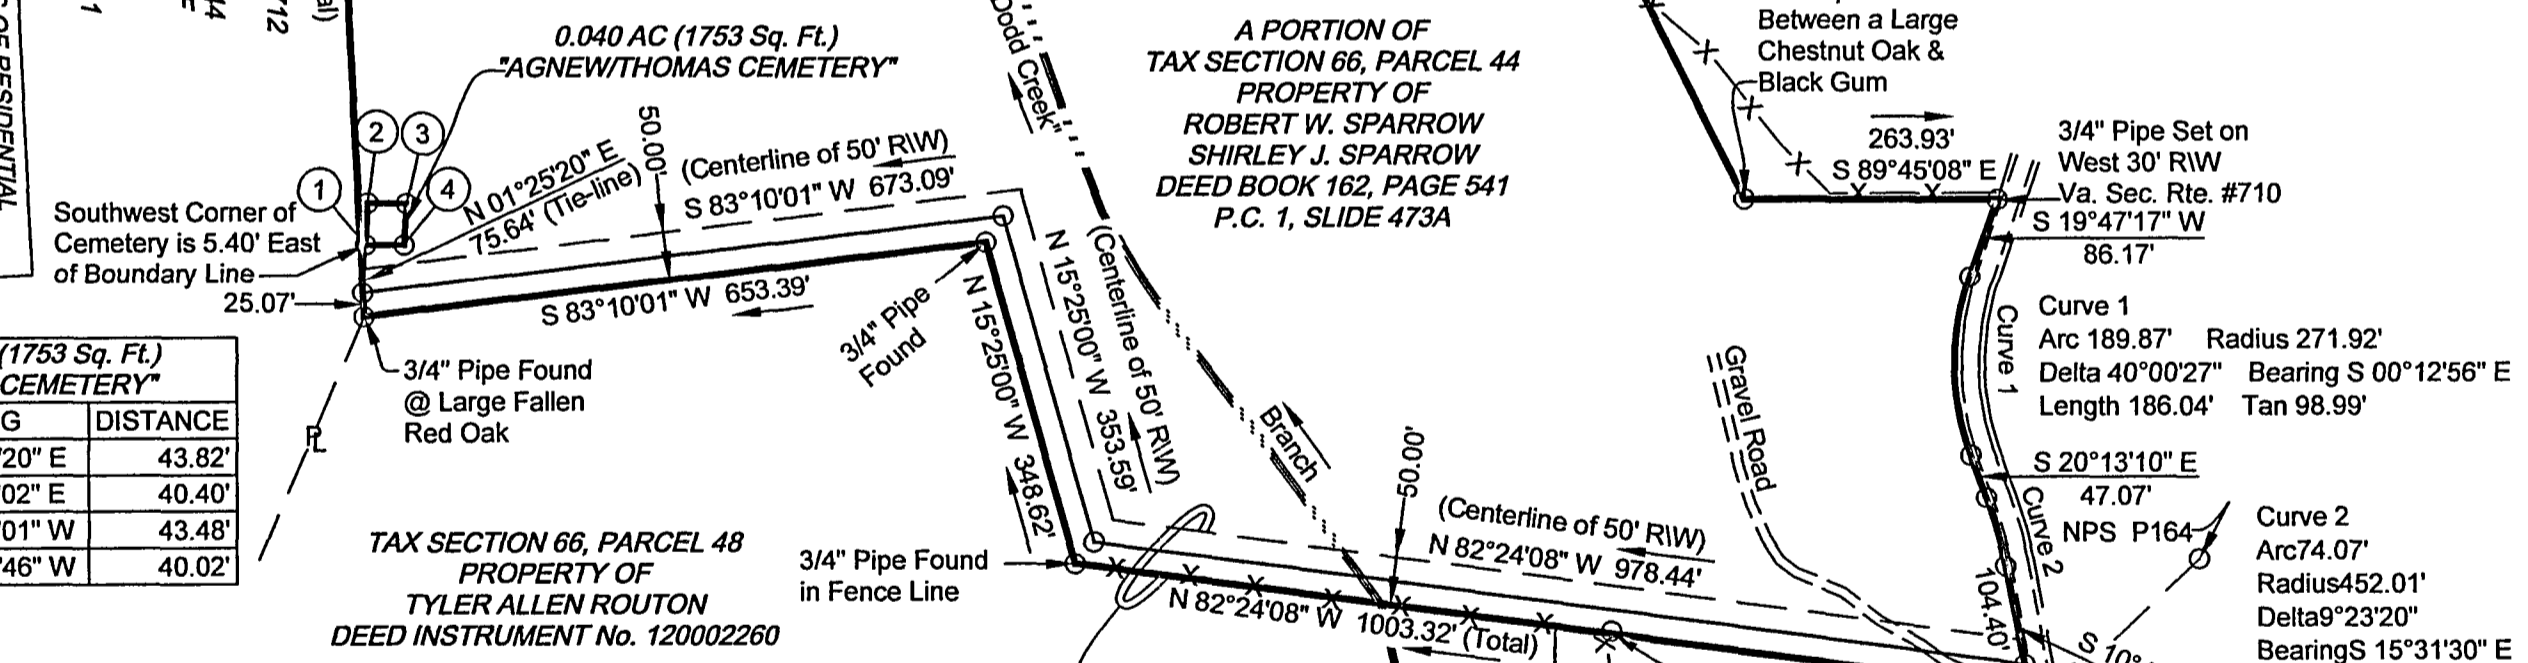 712
44
E
1
al)
OF RESIDENTIAL
0.040 AC (1753 Sq. Ft.)
"AGNEW/THOMAS CEMETERY"
2
3
1
4
Southwest Corner of
Cemetery is 5.40' East
of Boundary Line
25.07'
N 01°25'20" E
75.64' (Tie-line)
50.00'
(Centerline of 50' R\W)
S 83°10'01" W 673.09'
S 83°10'01" W 653.39'
3/4" Pipe Found
@ Large Fallen
Red Oak
PL
(1753 Sq. Ft.)
CEMETERY"
G DISTANCE
'20" E 43.82'
'02" E 40.40'
'01" W 43.48'
'46" W 40.02'
TAX SECTION 66, PARCEL 48
PROPERTY OF
TYLER ALLEN ROUTON
DEED INSTRUMENT No. 120002260
3/4" Pipe
Found
N 15°25'00" W 348.62'
N 15°25'00" W 353.59'
(Centerline of 50' R\W)
3/4" Pipe Found
in Fence Line
Dodd Creek"
Branch
A PORTION OF
TAX SECTION 66, PARCEL 44
PROPERTY OF
ROBERT W. SPARROW
SHIRLEY J. SPARROW
DEED BOOK 162, PAGE 541
P.C. 1, SLIDE 473A
50.00'
(Centerline of 50' R\W)
N 82°24'08" W 978.44'
N 82°24'08" W 1003.32' (Total)
Gravel Road
Between a Large
Chestnut Oak &
Black Gum
263.93'
S 89°45'08" E
3/4" Pipe Set on
West 30' R\W
Va. Sec. Rte. #710
S 19°47'17" W
86.17'
Curve 1
Curve 1
Arc 189.87' Radius 271.92'
Delta 40°00'27" Bearing S 00°12'56" E
Length 186.04' Tan 98.99'
S 20°13'10" E
47.07'
Curve 2
NPS P164
104.40'
S 10°
Curve 2
Arc74.07'
Radius452.01'
Delta9°23'20"
BearingS 15°31'30" E